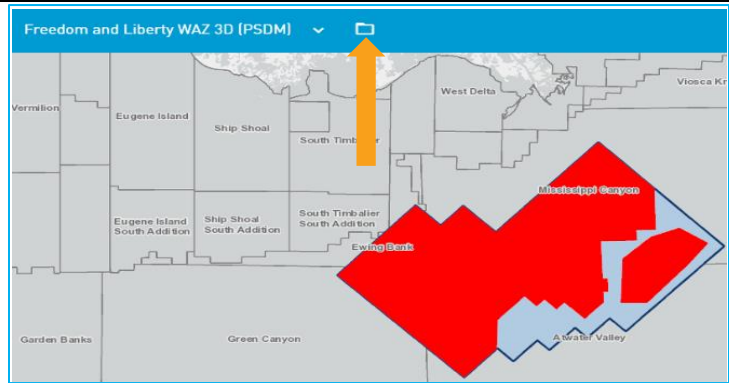 Freedom and Liberty WAZ 3D (PSDM)
West Delta
Viosca Kn
Vermilion
Eugene Island
Ship Shoal
South Timbalier
Mississippi Canyon
Eugene Island
South Addition
Ship Shoal
South Addition
South Timbalier
South Addition
Ewing Bank
Garden Banks
Green Canyon
Atwater Valley